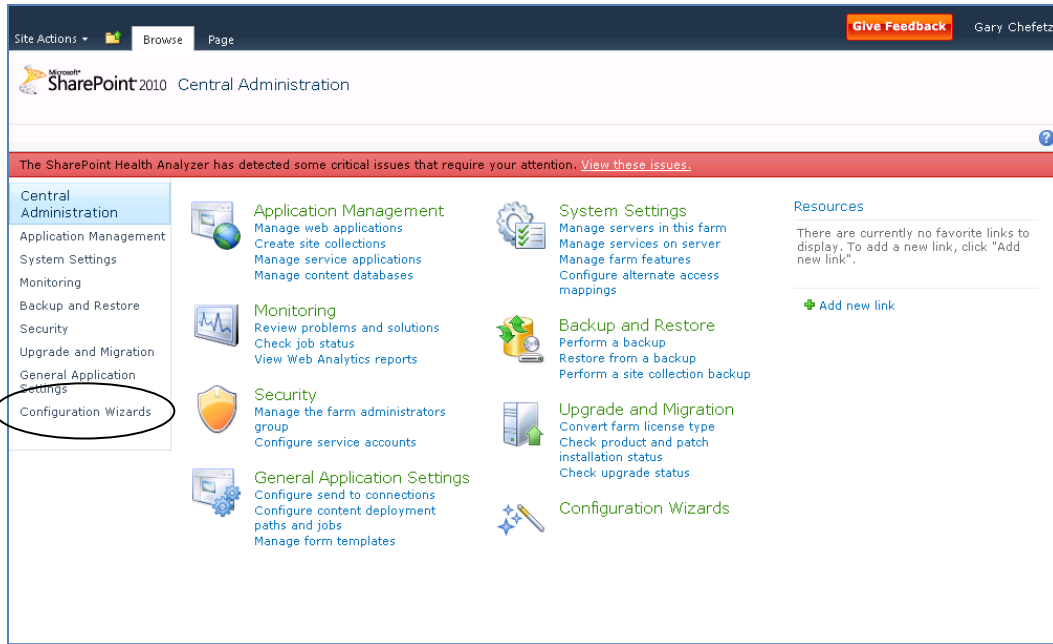 Give Feedback
Gary Chefetz
Site Actions
Browse
Page
Microsoft
SharePoint 2010 Central Administration
The SharePoint Health Analyzer has detected some critical issues that require your attention. View these issues.
Central
Administration
Application Management
System Settings
Monitoring
Backup and Restore
Security
Upgrade and Migration
General Application
Settings
Configuration Wizards
Application Management
Manage web applications
Create site collections
Manage service applications
Manage content databases
Monitoring
Review problems and solutions
Check job status
View Web Analytics reports
Security
Manage the farm administrators
group
Configure service accounts
General Application Settings
Configure send to connections
Configure content deployment
paths and jobs
Manage form templates
System Settings
Manage servers in this farm
Manage services on server
Manage farm features
Configure alternate access
mappings
Backup and Restore
Perform a backup
Restore from a backup
Perform a site collection backup
Upgrade and Migration
Convert farm license type
Check product and patch
installation status
Check upgrade status
Configuration Wizards
Resources
There are currently no favorite links to
display. To add a new link, click "Add
new link".
Add new link